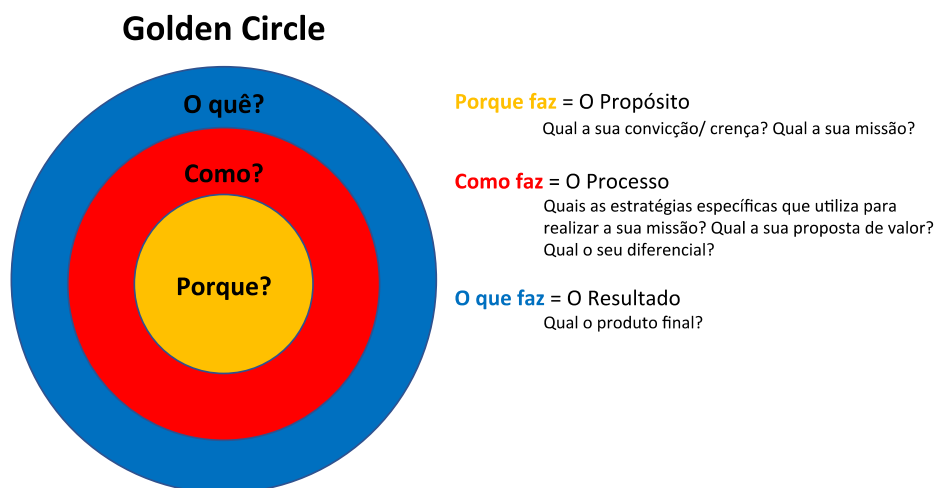 Golden Circle
O quê?
Como?
Porque?
Porque faz = O Propósito
Qual a sua convicção/ crença? Qual a sua missão?
Como faz = O Processo
Quais as estratégias específicas que utiliza para
realizar a sua missão? Qual a sua proposta de valor?
Qual o seu diferencial?
O que faz = O Resultado
Qual o produto final?